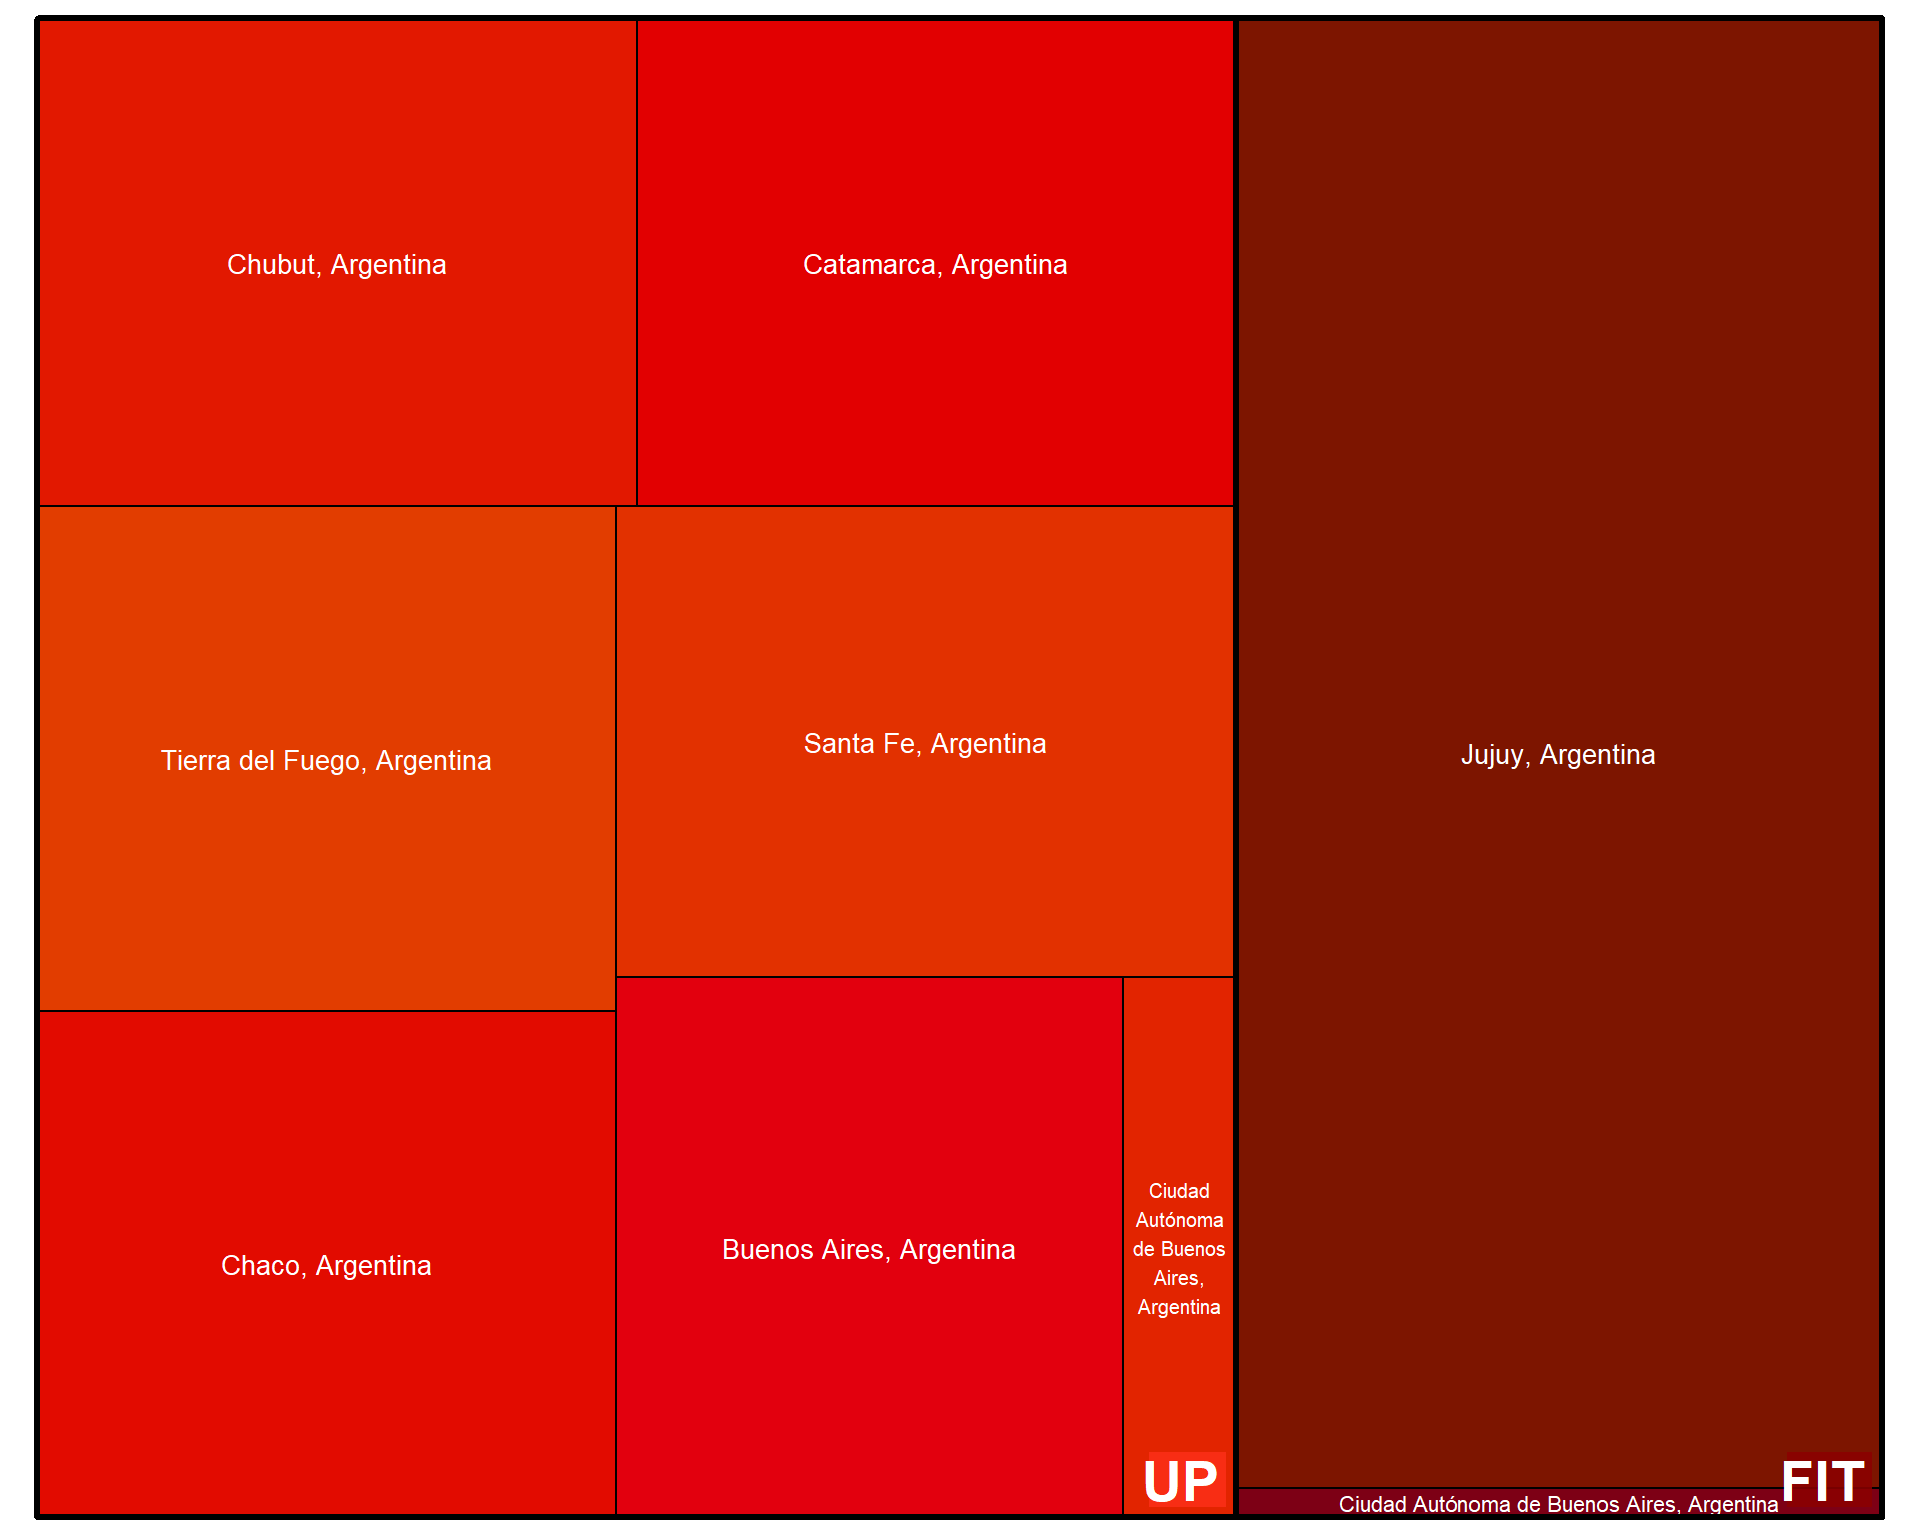 Chubut, Argentina
Catamarca, Argentina
Tierra del Fuego, Argentina
Santa Fe, Argentina
Chaco, Argentina
Buenos Aires, Argentina
Ciudad
Autónoma
de Buenos
Aires,
Argentina
UP
Jujuy, Argentina
Ciudad Autónoma de Buenos Aires, Argentina
FIT